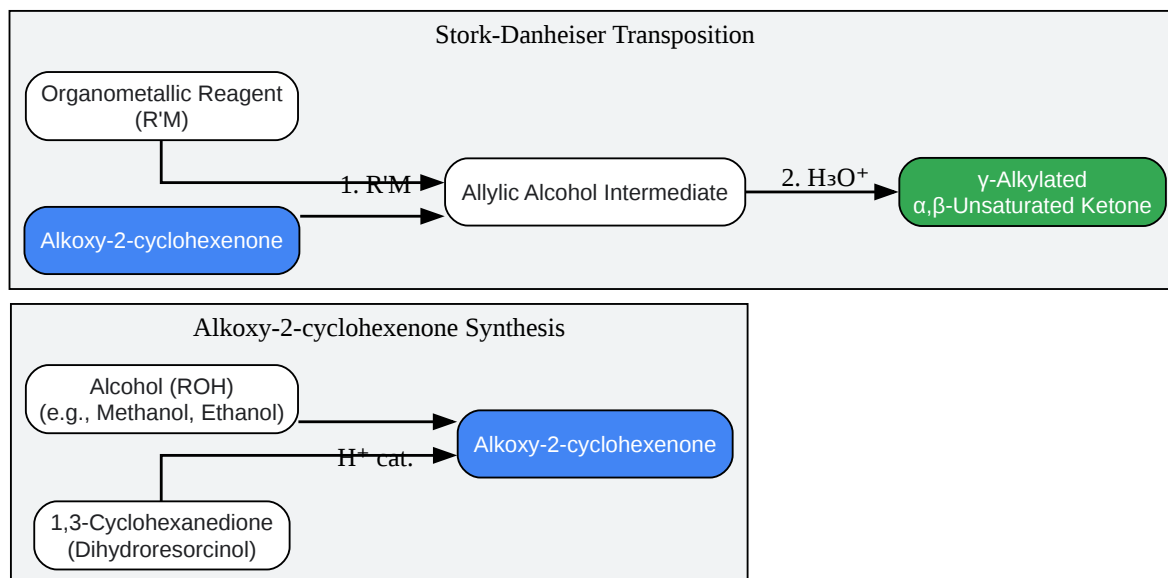 Stork-Danheiser Transposition
Organometallic Reagent
(R'M)
1. R'M
Alkoxy-2-cyclohexenone
Allylic Alcohol Intermediate
2. H₃O⁺
γ-Alkylated
α,β-Unsaturated Ketone
Alkoxy-2-cyclohexenone Synthesis
Alcohol (ROH)
(e.g., Methanol, Ethanol)
H⁺ cat.
1,3-Cyclohexanedione
(Dihydroresorcinol)
Alkoxy-2-cyclohexenone